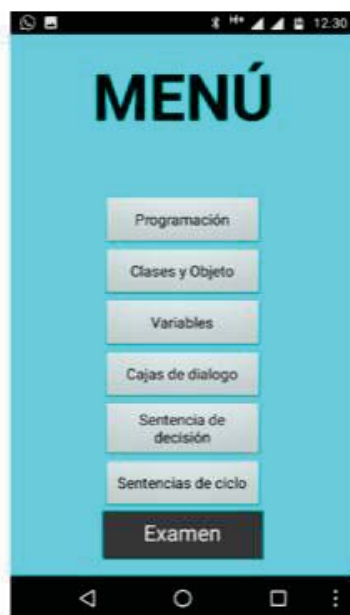 H+ 12:30
MENÚ
Programación
Clases y Objeto
Variables
Cajas de dialogo
Sentencia de
decisión
Sentencias de ciclo
Examen